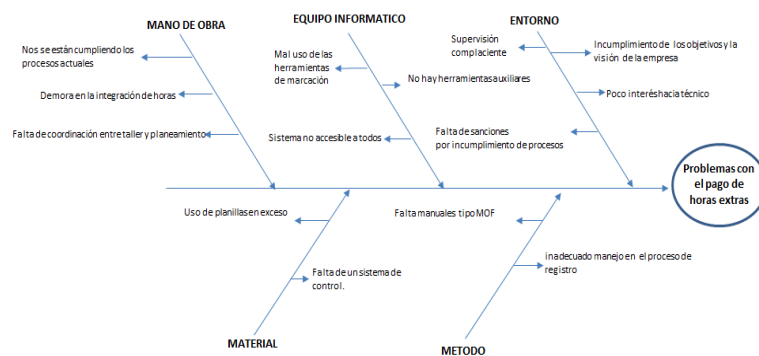 MANO DE OBRA
EQUIPO INFORMATICO
ENTORNO
Nos se están cumpliendo los
procesos actuales
Demora en la integración de horas
Falta de coordinación entre taller y planeamiento
Mal uso de las
herramientas
de marcación
No hay herramientas auxiliares
Sistema no accesible a todos
Supervisión
complaciente
Incumplimiento de los objetivos y la
visión de la empresa
Poco interés hacia técnico
Falta de sanciones
por incumplimiento de procesos
Problemas con
el pago de
horas extras
Uso de planillas en exceso
Falta de un sistema de
control.
Falta manuales tipo MOF
inadecuado manejo en el proceso de
registro
MATERIAL
METODO